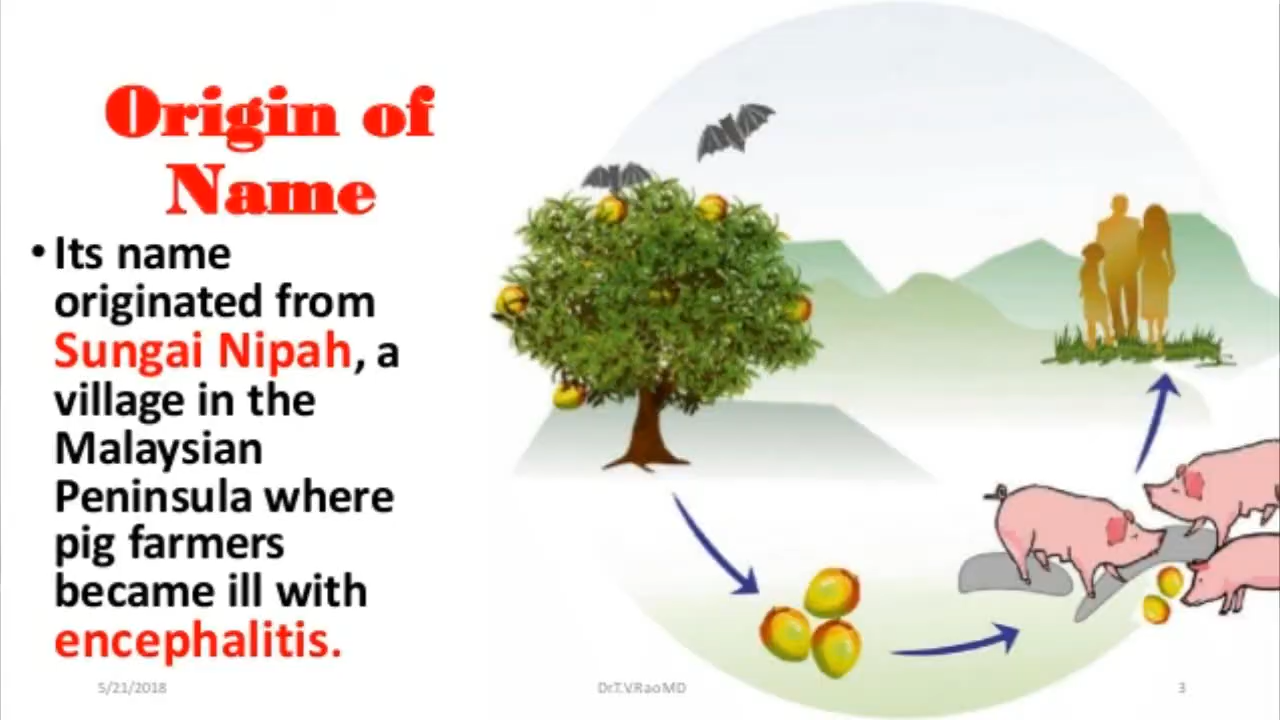 Origin of
Name
• Its name
originated from
Sungai Nipah, a
village in the
Malaysian
Peninsula where
pig farmers
became ill with
encephalitis.
5/21/2018
Dr.T.V.Rao MD
3